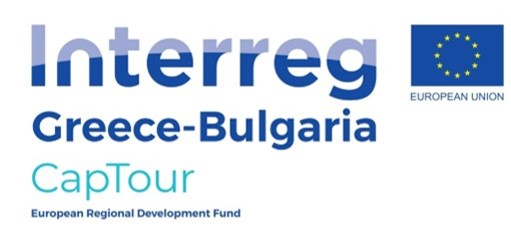 Interreg
EUROPEAN UNION
Greece-Bulgaria
CapTour
European Regional Development Fund